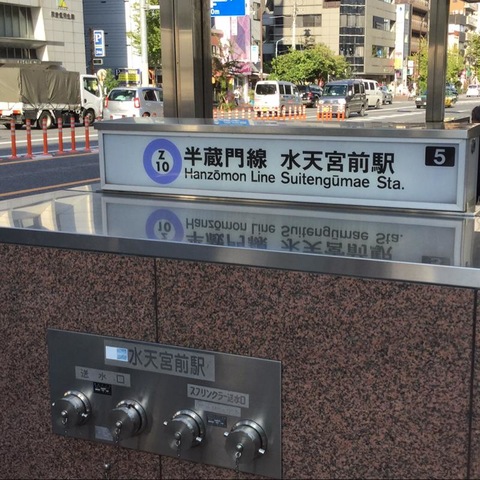 Z
10
半蔵門線 水天宮前駅
Hanzōmon Line Suitengūmae Sta.
5
水天宮前駅
送水口
スプリンクラー送水口